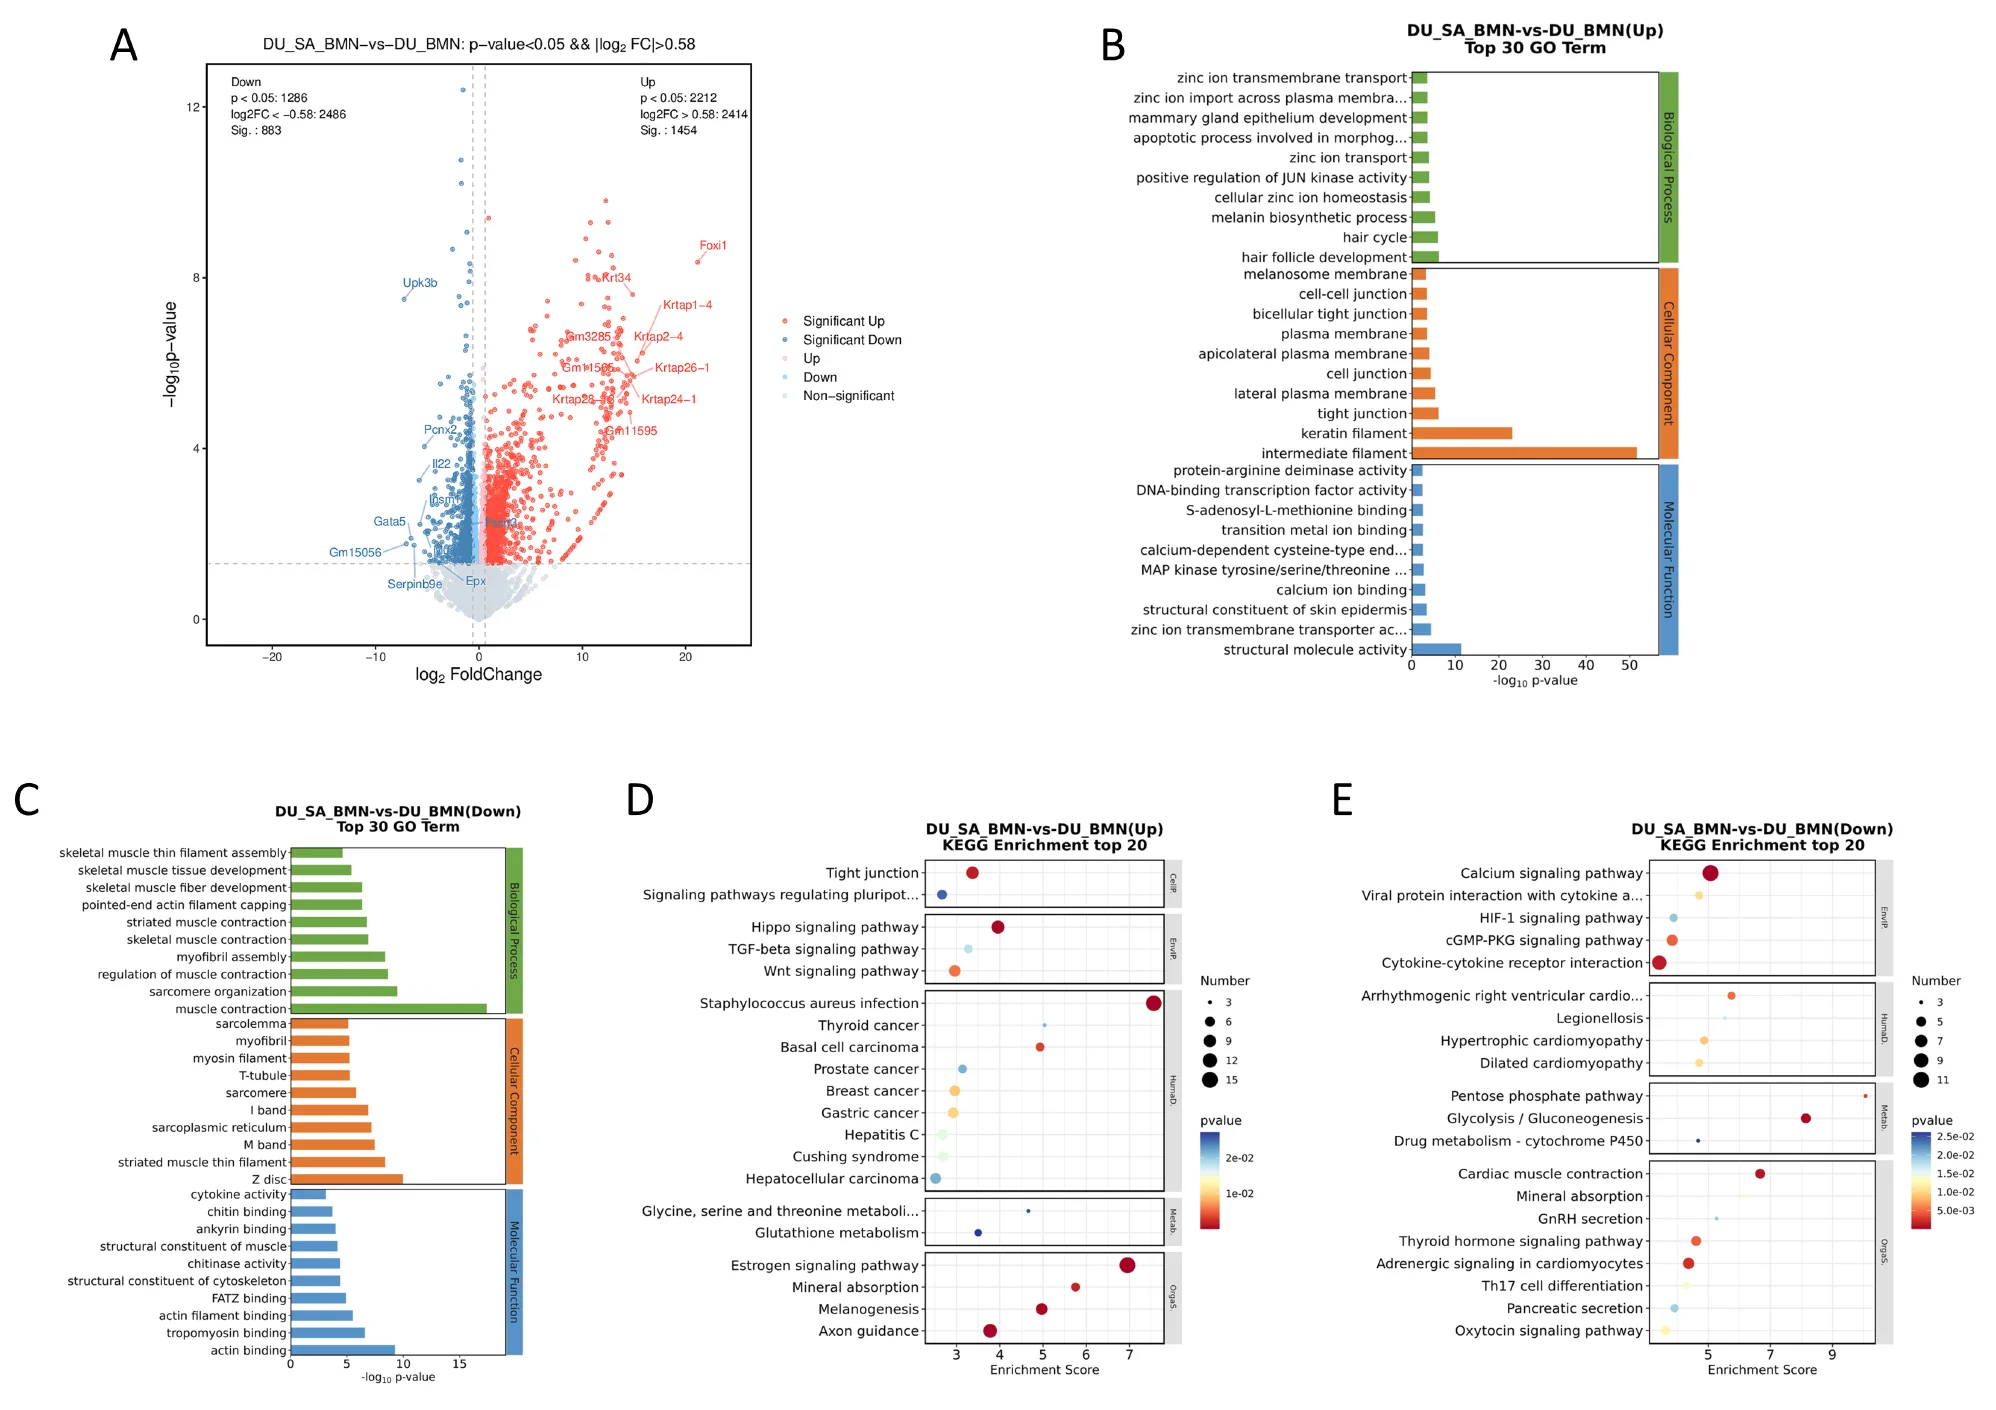 A
DU_SA_BMN−vs−DU_BMN: p−value<0.05 && |log2 FC|>0.58
Down
p < 0.05: 1286
log2FC < −0.58: 2486
Sig. : 883
Up
p < 0.05: 2212
log2FC > 0.58: 2414
Sig. : 1454
12
8
4
0
−log10p−value
Foxi1
Krt34
Upk3b
Krtap1−4
Gm3285
Krtap2−4
Krtap26−1
Krtap24−1
Gm11595
Pcnx2
Il22
Gata5
Gm15056
Serpinb9e
Epx
−20
−10
0
10
20
log2 FoldChange
Significant Up
Significant Down
Up
Down
Non−significant
B
DU_SA_BMN-vs-DU_BMN(Up)
Top 30 GO Term
zinc ion transmembrane transport
zinc ion import across plasma membra...
mammary gland epithelium development
apoptotic process involved in morphog...
zinc ion transport
positive regulation of JUN kinase activity
cellular zinc ion homeostasis
melanin biosynthetic process
hair cycle
hair follicle development
Biological Process
melanosome membrane
cell-cell junction
bicellular tight junction
plasma membrane
apicolateral plasma membrane
cell junction
lateral plasma membrane
tight junction
keratin filament
intermediate filament
Cellular Component
protein-arginine deiminase activity
DNA-binding transcription factor activity
S-adenosyl-L-methionine binding
transition metal ion binding
calcium-dependent cysteine-type end...
MAP kinase tyrosine/serine/threonine ...
calcium ion binding
structural constituent of skin epidermis
zinc ion transmembrane transporter ac...
structural molecule activity
Molecular Function
0
10
20
30
40
50
-log10 p-value
C
DU_SA_BMN-vs-DU_BMN(Down)
Top 30 GO Term
skeletal muscle thin filament assembly
skeletal muscle tissue development
skeletal muscle fiber development
pointed-end actin filament capping
striated muscle contraction
skeletal muscle contraction
myofibril assembly
regulation of muscle contraction
sarcomere organization
muscle contraction
Biological Process
sarcolemma
myofibril
myosin filament
T-tubule
sarcomere
I band
sarcoplasmic reticulum
M band
striated muscle thin filament
Z disc
Cellular Component
cytokine activity
chitin binding
ankyrin binding
structural constituent of muscle
chitinase activity
structural constituent of cytoskeleton
FATZ binding
actin filament binding
tropomyosin binding
actin binding
Molecular Function
0
5
10
15
-log10 p-value
D
DU_SA_BMN-vs-DU_BMN(Up)
KEGG Enrichment top 20
Tight junction
Signaling pathways regulating pluripot...
CellP.
Hippo signaling pathway
TGF-beta signaling pathway
Wnt signaling pathway
EnvIP.
Staphylococcus aureus infection
Thyroid cancer
Basal cell carcinoma
Prostate cancer
Breast cancer
Gastric cancer
Hepatitis C
Cushing syndrome
Hepatocellular carcinoma
HumaD.
Glycine, serine and threonine metaboli...
Glutathione metabolism
Metab.
Estrogen signaling pathway
Mineral absorption
Melanogenesis
Axon guidance
OrgaS.
3
4
5
6
7
Enrichment Score
Number
3
6
9
12
15
pvalue
2e-02
1e-02
E
DU_SA_BMN-vs-DU_BMN(Down)
KEGG Enrichment top 20
Calcium signaling pathway
Viral protein interaction with cytokine a...
HIF-1 signaling pathway
cGMP-PKG signaling pathway
Cytokine-cytokine receptor interaction
EnvIP.
Arrhythmogenic right ventricular cardio...
Legionellosis
Hypertrophic cardiomyopathy
Dilated cardiomyopathy
HumaD.
Pentose phosphate pathway
Glycolysis / Gluconeogenesis
Drug metabolism - cytochrome P450
Metab.
Cardiac muscle contraction
Mineral absorption
GnRH secretion
Thyroid hormone signaling pathway
Adrenergic signaling in cardiomyocytes
Th17 cell differentiation
Pancreatic secretion
Oxytocin signaling pathway
OrgaS.
5
7
9
Enrichment Score
Number
3
5
7
9
11
pvalue
2.5e-02
2.0e-02
1.5e-02
1.0e-02
5.0e-03